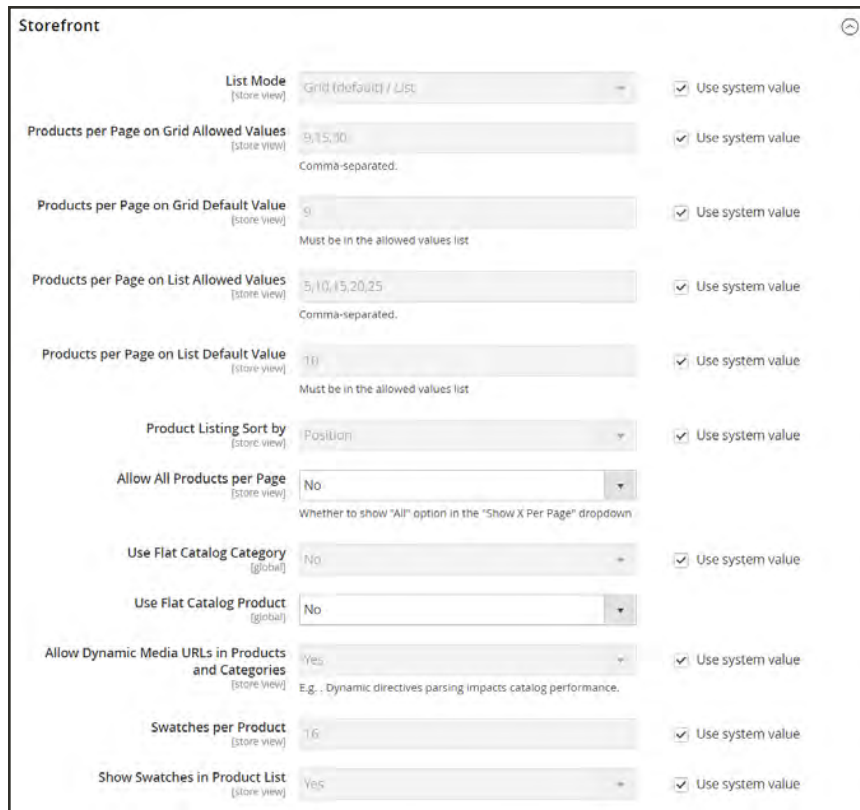 Storefront
List Mode
[store view]
Grid (default) / List
Use system value
Products per Page on Grid Allowed Values
[store view]
9,15,30
Use system value
Comma-separated.
Products per Page on Grid Default Value
[store view]
9
Use system value
Must be in the allowed values list
Products per Page on List Allowed Values
[store view]
5,10,15,20,25
Use system value
Comma-separated.
Products per Page on List Default Value
[store view]
10
Use system value
Must be in the allowed values list
Product Listing Sort by
[store view]
Position
Use system value
Allow All Products per Page
[store view]
No
Whether to show "All" option in the "Show X Per Page" dropdown
Use Flat Catalog Category
[global]
No
Use system value
Use Flat Catalog Product
[global]
No
Allow Dynamic Media URLs in Products
and Categories
[store view]
Yes
Use system value
E.g. . Dynamic directives parsing impacts catalog performance.
Swatches per Product
[store view]
16
Use system value
Show Swatches in Product List
[store view]
Yes
Use system value